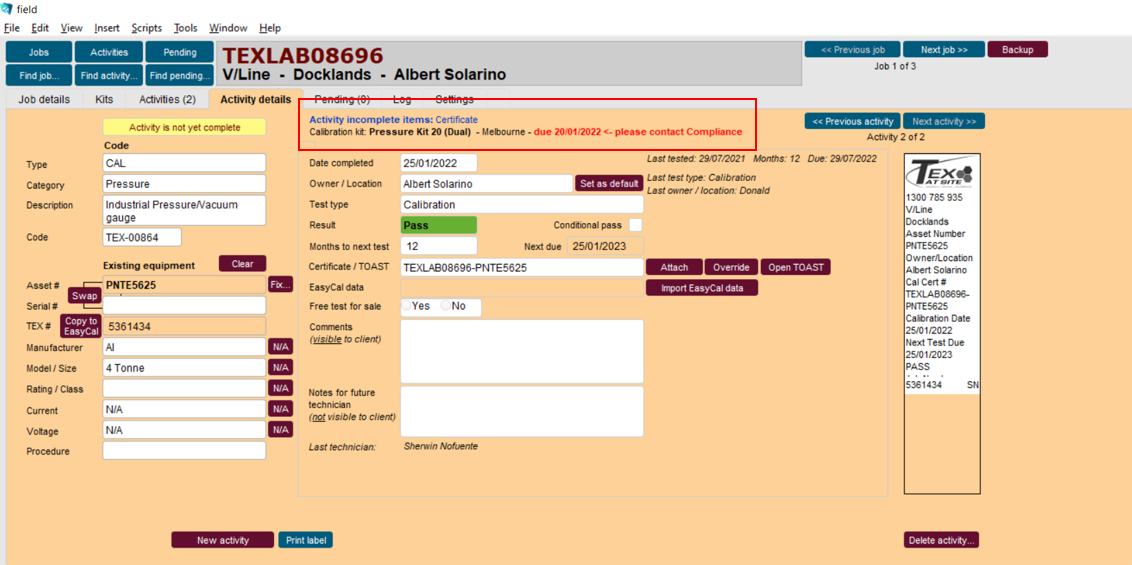 field
File Edit View Insert Scripts Tools Window Help
Jobs Activities Pending
Find job... Find activity... Find pending...
TEXLAB08696
V/Line - Docklands - Albert Solarino
<< Previous job Next job >> Backup
Job 1 of 3
Job details Kits Activities (2) Activity details Pending (0) Log Settings
Activity is not yet complete
Activity incomplete items: Certificate
Calibration kit: Pressure Kit 20 (Dual) - Melbourne - due 20/01/2022 <- please contact Compliance
<< Previous activity Next activity >>
Activity 2 of 2
Code
Type CAL
Category Pressure
Description Industrial Pressure/Vacuum
gauge
Code TEX-00864
Existing equipment Clear
Asset # PNTE5625 Fix...
Swap
Serial #
TEX # Copy to
EasyCal 5361434
Manufacturer AI N/A
Model / Size 4 Tonne N/A
Rating / Class N/A
Current N/A N/A
Voltage N/A N/A
Procedure
Date completed 25/01/2022
Last tested: 29/07/2021 Months: 12 Due: 29/07/2022
Owner / Location Albert Solarino Set as default
Last test type: Calibration
Last owner / location: Donald
Test type Calibration
Result Pass Conditional pass
Months to next test 12 Next due 25/01/2023
Certificate / TOAST TEXLAB08696-PNTE5625 Attach Override Open TOAST
EasyCal data Import EasyCal data
Free test for sale Yes No
Comments
(visible to client)
Notes for future
technician
(not visible to client)
Last technician: Sherwin Nofuente
TEX
AT SITE
1300 785 935
V/Line
Docklands
Asset Number
PNTE5625
Owner/Location
Albert Solarino
Cal Cert #
TEXLAB08696-
PNTE5625
Calibration Date
25/01/2022
Next Test Due
25/01/2023
PASS
5361434 SN
New activity Print label Delete activity...